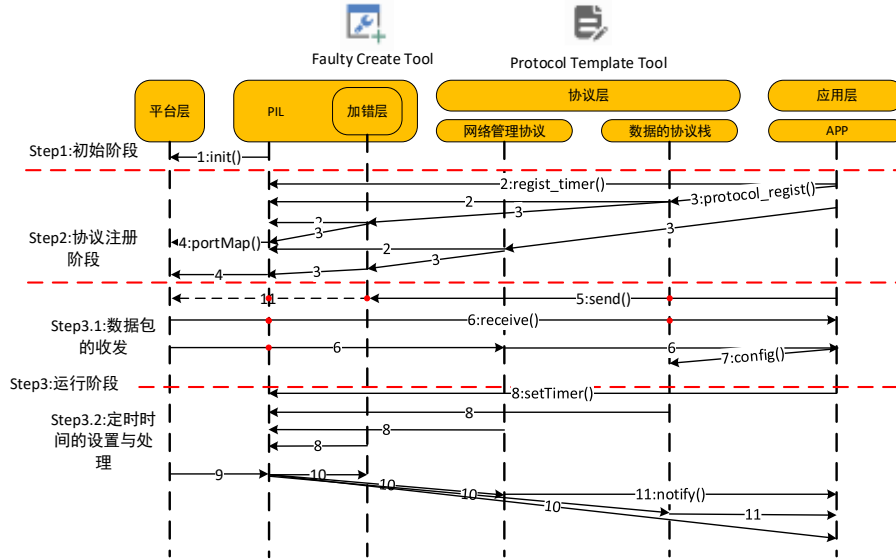 Faulty Create Tool
Protocol Template Tool
平台层
PIL
加错层
协议层
应用层
网络管理协议
数据的协议栈
APP
Step1:初始阶段
1:init()
2:regist_timer()
3:protocol_regist()
2
3
2
3
3
4:portMap()
Step2:协议注册
阶段
2
3
3
4
11
5:send()
6:receive()
Step3.1:数据包
的收发
6
6
7:config()
Step3:运行阶段
8:setTimer()
8
Step3.2:定时时
间的设置与处
理
8
8
9
10
10
10
10
11:notify()
11